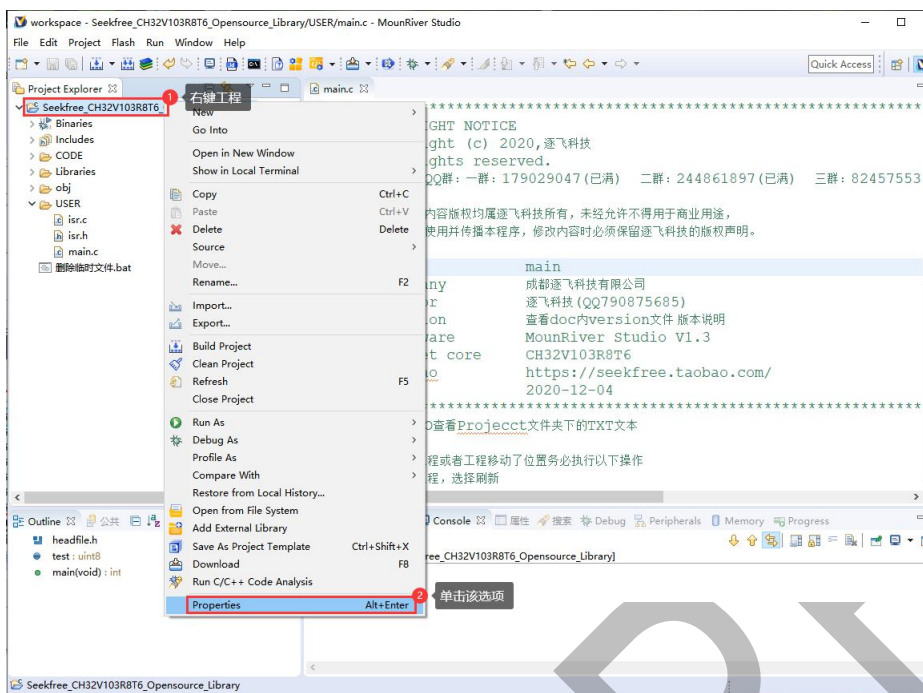 workspace - Seekfree_CH32V103R8T6_Opensource_Library/USER/main.c - MounRiver Studio
File Edit Project Flash Run Window Help
Quick Access
Project Explorer
main.c
Seekfree_CH32V103R8T6_
1 右键工程
Binaries
Includes
CODE
Libraries
obj
USER
isr.c
isr.h
main.c
删除临时文件.bat
New
Go Into
Open in New Window
Show in Local Terminal
Copy Ctrl+C
Paste Ctrl+V
Delete Delete
Source
Move...
Rename... F2
Import...
Export...
Build Project
Clean Project
Refresh F5
Close Project
Run As
Debug As
Profile As
Compare With
Restore from Local History...
Open from File System
Add External Library
Save As Project Template Ctrl+Shift+X
Download F8
Run C/C++ Code Analysis
Properties Alt+Enter
2 单击该选项
IGHT NOTICE
ght (c) 2020,逐飞科技
ghts reserved.
QQ群：一群：179029047(已满) 二群：244861897(已满) 三群：82457553
内容版权均属逐飞科技所有，未经允许不得用于商业用途，
使用并传播本程序，修改内容时必须保留逐飞科技的版权声明。
main
any 成都逐飞科技有限公司
or 逐飞科技(QQ790875685)
on 查看doc内version文件 版本说明
ware MounRiver Studio V1.3
et core CH32V103R8T6
ao https://seekfree.taobao.com/
2020-12-04
O查看Projecct文件夹下的TXT文本
程或者工程移动了位置务必执行以下操作
程，选择刷新
Outline
公共
headfile.h
test : uint8
main(void) : int
Console 属性 搜索 Debug Peripherals Memory Progress
ree_CH32V103R8T6_Opensource_Library]
Seekfree_CH32V103R8T6_Opensource_Library